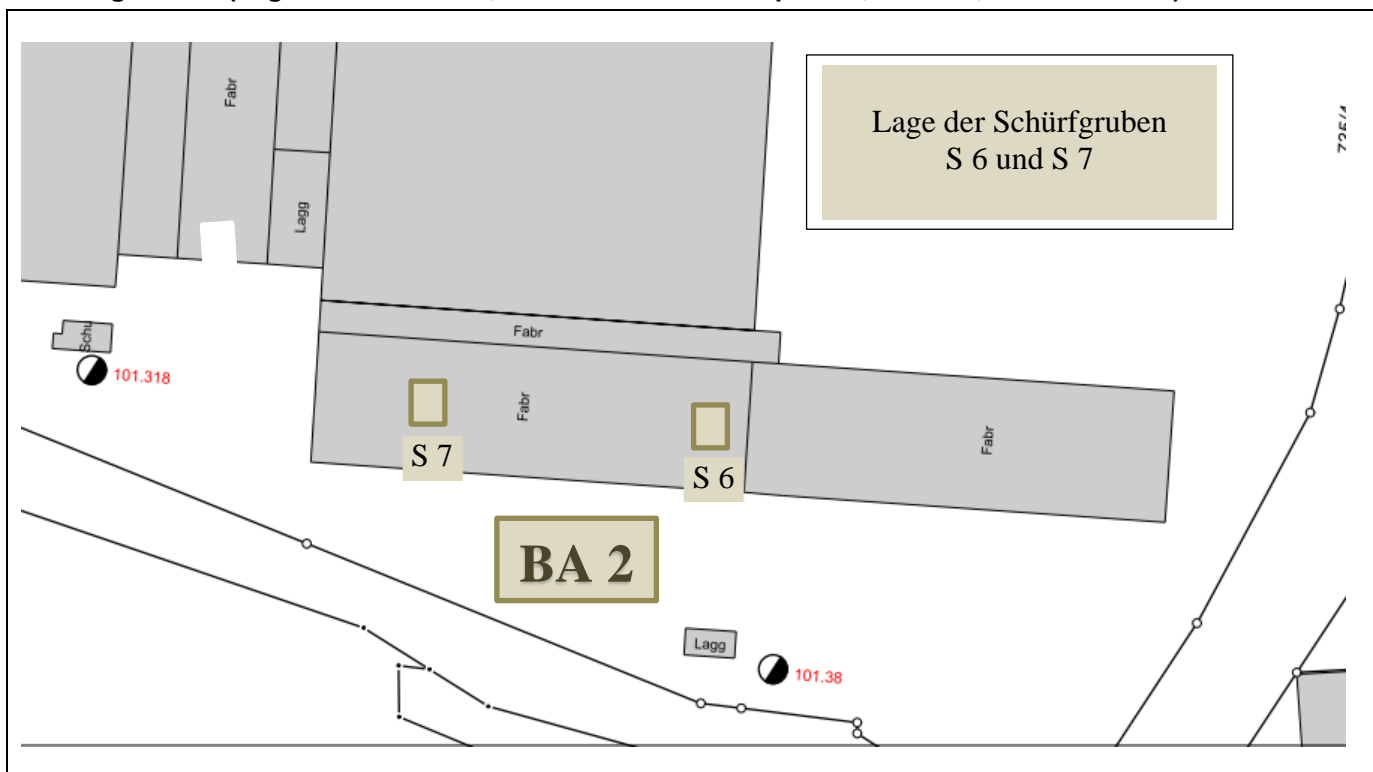 Lage der Schürfgruben
S 6 und S 7
Fabr
Lagg
Schu
101.318
Fabr
Fabr
Fabr
S 7
S 6
BA 2
Lagg
101.38